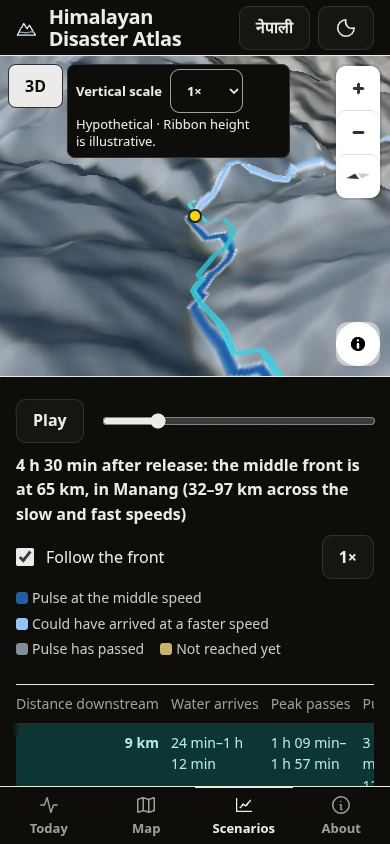 Himalayan
Disaster Atlas
नेपाली
3D
Vertical scale 1×
Hypothetical · Ribbon height
is illustrative.
Play
4 h 30 min after release: the middle front is
at 65 km, in Manang (32–97 km across the
slow and fast speeds)
Follow the front
1×
Pulse at the middle speed
Could have arrived at a faster speed
Pulse has passed Not reached yet
Distance downstream Water arrives Peak passes
9 km 24 min–1 h 1 h 09 min– 3
12 min 1 h 57 min
Today Map Scenarios About